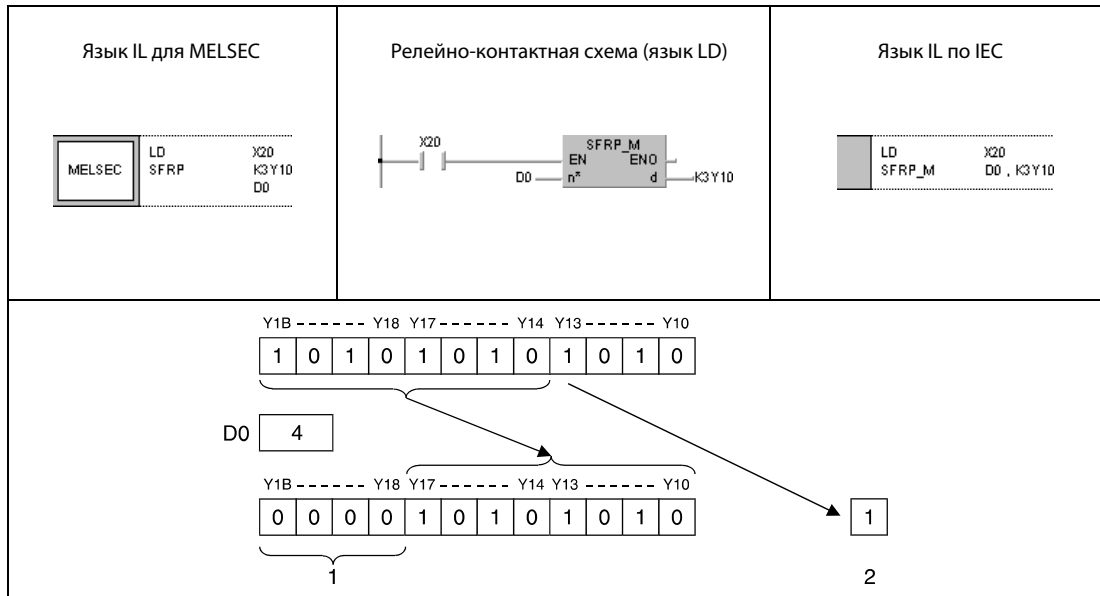 Язык IL для MELSEC
Релейно-контактная схема (язык LD)
Язык IL по IEC
MELSEC
LD X20
SFRP K3Y10
D0
X20
SFRP_M
EN ENO
D0 n* d K3Y10
LD X20
SFRP_M D0 , K3Y10
Y1B - - - - - - Y18 Y17 - - - - - - Y14 Y13 - - - - - - Y10
1 0 1 0 1 0 1 0 1 0 1 0
D0 4
Y1B - - - - - - Y18 Y17 - - - - - - Y14 Y13 - - - - - - Y10
0 0 0 0 1 0 1 0 1 0 1 0
1
1
2